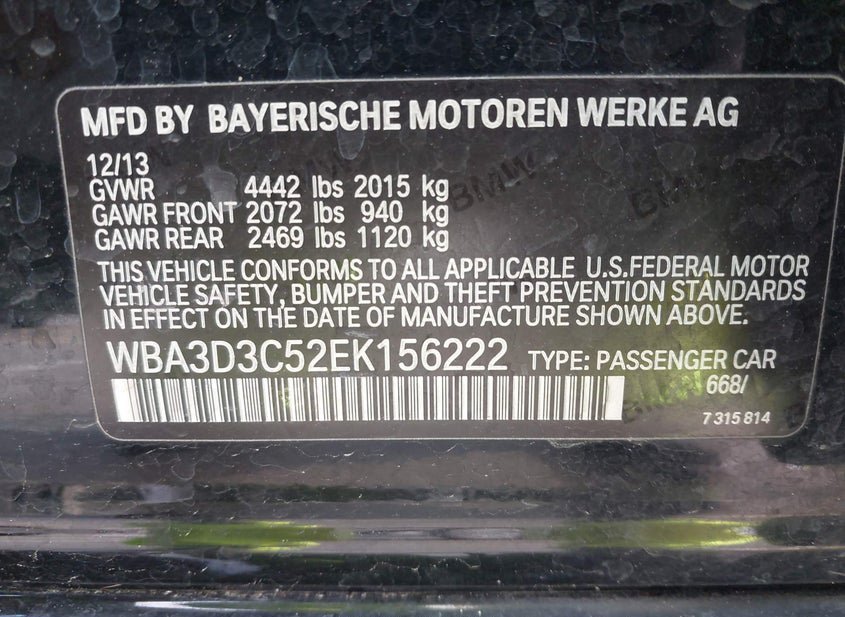 MFD BY BAYERISCHE MOTOREN WERKE AG
12/13
GVWR 4442 lbs 2015 kg
GAWR FRONT 2072 lbs 940 kg
GAWR REAR 2469 lbs 1120 kg
THIS VEHICLE CONFORMS TO ALL APPLICABLE U.S.FEDERAL MOTOR
VEHICLE SAFETY, BUMPER AND THEFT PREVENTION STANDARDS
IN EFFECT ON THE DATE OF MANUFACTURE SHOWN ABOVE.
WBA3D3C52EK156222 TYPE: PASSENGER CAR
668/
7 315 814
BMW
BMW